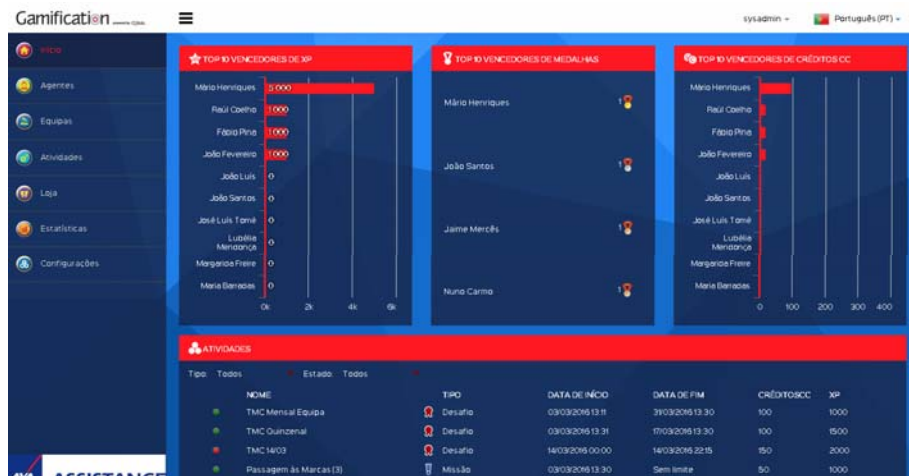 Gamification
sysadmin
Português (PT)
Início
Agentes
Equipas
Atividades
Loja
Estatísticas
Configurações
ASSISTANCE
TOP 10 VENCEDORES DE XP
Mário Henriques 5 000
Raúl Coelho 1 000
Fábio Pina 1 000
João Fevereiro 1 000
João Luís 0
João Santos 0
José Luís Tomé 0
Lubélia
Mendonça 0
Margarida Freire 0
Maria Barradas 0
0k 2k 4k 6k
TOP 10 VENCEDORES DE MEDALHAS
Mário Henriques 1
João Santos 1
Jaime Mercês 1
Nuno Carmo 1
TOP 10 VENCEDORES DE CRÉDITOS CC
Mário Henriques
Raúl Coelho
Fábio Pina
João Fevereiro
João Luís
João Santos
José Luís Tomé
Lubélia
Mendonça
Margarida Freire
Maria Barradas
0 100 200 300 400
ATIVIDADES
Tipo: Todos Estado: Todos
NOME TIPO DATA DE INÍCIO DATA DE FIM CRÉDITOSCC XP
TMC Mensal Equipa Desafio 03/03/2016 13:11 31/03/2016 13:30 100 1000
TMC Quinzenal Desafio 03/03/2016 13:31 17/03/2016 13:30 100 1500
TMC 14/03 Desafio 14/03/2016 00:00 14/03/2016 22:15 150 2000
Passagem às Marcas (3) Missão 03/03/2016 13:30 Sem limite 50 1000